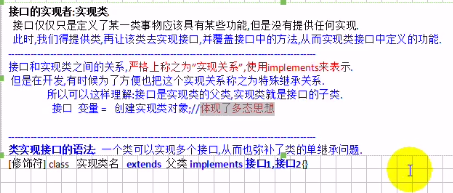 接口的实现者:实现类.
接口仅仅只是定义了某一类事物应该具有某些功能,但是没有提供任何实现.
此时,我们得提供类,再让该类去实现接口,并覆盖接口中的方法,从而实现类接口中定义的功能.
----------------------------------------------------------------
接口和实现类之间的关系,严格上称之为“实现关系”,使用implements来表示.
但是在开发,有时候为了方便也把这个实现关系称之为特殊继承关系.
所以可以这样理解:接口是实现类的父类,实现类就是接口的子类.
接口 变量 = 创建实现类对象;//体现了多态思想
----------------------------------------------------------------
类实现接口的语法: 一个类可以实现多个接口,从而也弥补了类的单继承问题.
[修饰符] class 实现类名 extends 父类 implements 接口1,接口2{}